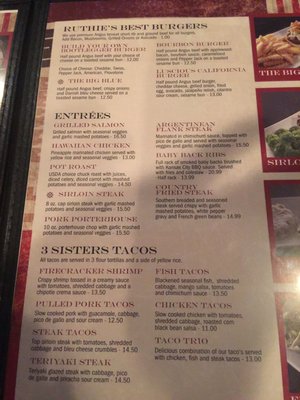 RUTHIE'S BEST BURGERS
We use premium Angus broad short rib and ground beef for all burgers.
Add Bacon, Mushrooms, Grilled Onions or Avocado - 1.00
BUILD YOUR OWN
BOOTLEGGER BURGER
Half pound Angus beef with your choice of
cheese on a toasted sesame bun - 12.00
Choice of Cheese: Cheddar, Swiss,
Pepper Jack, American, Provolone
THE BIG BLUE
Half pound Angus beef, crispy onions
and Danish bleu cheese served on a
toasted sesame bun - 12.50
BOURBON BURGER
Half pound Angus beef with applewood
bacon, bourbon sauce, caramelized
onions and Pepper Jack on a toasted
sesame bun - 13.00
LUSCIOUS CALIFORNIA
BURGER
Half pound Angus beef burger,
cheddar cheese, grilled onion, fried
egg, avocado, jalapeño relish, cilantro
sour cream, sesame bun - 13.00
ENTRÉES
GRILLED SALMON
Grilled salmon with seasonal veggies
and garlic mashed potatoes - 16.50
HAWAIIAN CHICKEN
Pineapple marinated chicken served with
yellow rice and seasonal veggies - 13.00
POT ROAST
USDA choice chuck roast with juices,
diced celery, diced carrot with mashed
potatoes and seasonal veggies - 14.50
SIRLOIN STEAK
8 oz. cap sirloin steak with garlic mashed
potatoes and seasonal veggies - 13.50
PORK PORTERHOUSE
10 oz. porterhouse chop with garlic mashed
potatoes and seasonal veggies - 13.50
ARGENTINEAN
FLANK STEAK
Marinated in chimichurri sauce, topped with
pico de gallo and served with seasonal
veggies and garlic mashed potatoes - 15.50
BABY BACK RIBS
Full rack of smoked baby backs brushed
with Kansas City BBQ sauce. Served
with fries and coleslaw - 20.99
Half rack - 13.99
COUNTRY
FRIED STEAK
Southern breaded and seasoned
steak served crispy with garlic
mashed potatoes, white pepper
gravy and French green beans - 14.99
3 SISTERS TACOS
All tacos are served in 3 flour tortillas and a side of yellow rice.
FIRECRACKER SHRIMP
Crispy shrimp tossed in a creamy sauce
with tomatoes, shredded cabbage and a
chipotle crema sauce - 13.50
PULLED PORK TACOS
Slow cooked pork with guacamole, cabbage,
pico de gallo and sour cream - 12.50
STEAK TACOS
Top sirloin steak with tomatoes, shredded
cabbage and bleu cheese crumbles - 14.50
TERIYAKI STEAK
Teriyaki glazed steak with cabbage, pico
de gallo and sriracha sour cream - 14.50
FISH TACOS
Blackened seasonal fish, shredded
cabbage, mango salsa, tomatoes
and chimichurri sauce - 13.50
CHICKEN TACOS
Slow cooked chicken with tomatoes,
shredded cabbage, roasted corn
black bean salsa - 11.00
TACO TRIO
Delicious combination of our taco's served
with chicken, fish and steak tacos - 13.00
THE BIG
SIRLO